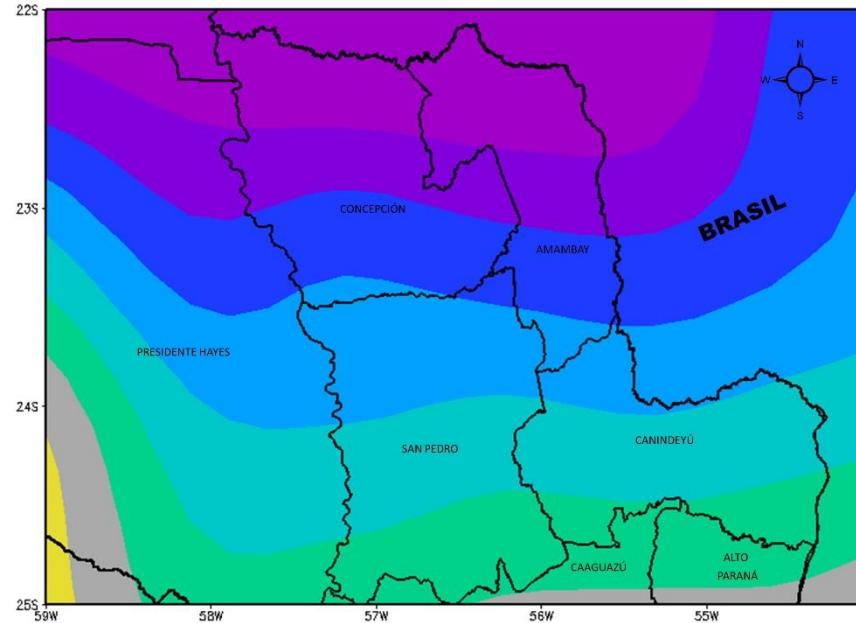 22S
N
W
E
S
23S
CONCEPCIÓN
BRASIL
AMAMBAY
PRESIDENTE HAYES
24S
SAN PEDRO
CANINDEYÚ
CAAGUAZÚ
ALTO
PARANÁ
25S
59W
58W
57W
56W
55W